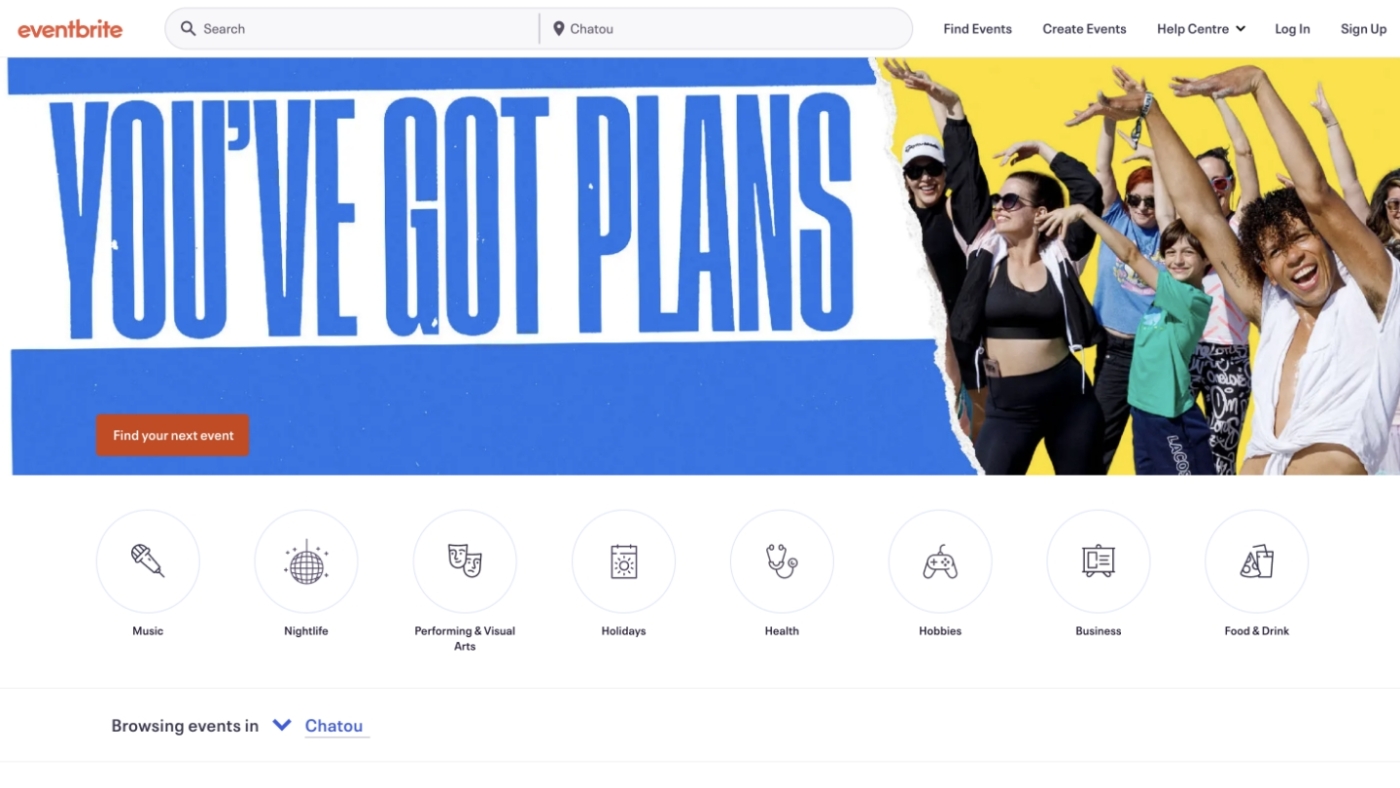 eventbrite
Search
Chatou
Find Events
Create Events
Help Centre
Log In
Sign Up
YOU'VE GOT PLANS
Find your next event
Music
Nightlife
Performing & Visual
Arts
Holidays
Health
Hobbies
Business
Food & Drink
Browsing events in
Chatou